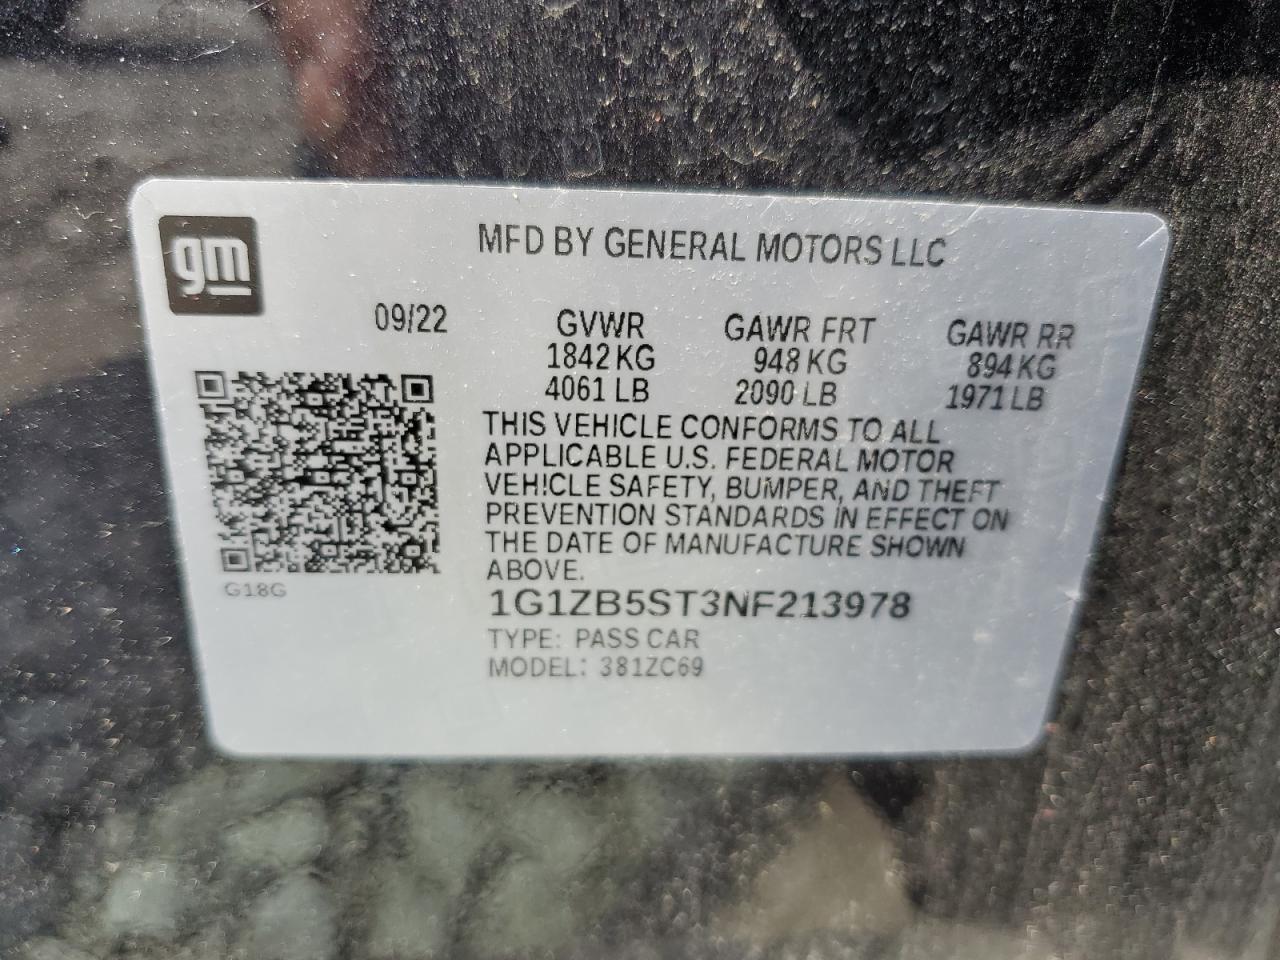 gm
MFD BY GENERAL MOTORS LLC
09/22 GVWR GAWR FRT GAWR RR
1842 KG 948 KG 894 KG
4061 LB 2090 LB 1971 LB
THIS VEHICLE CONFORMS TO ALL
APPLICABLE U.S. FEDERAL MOTOR
VEHICLE SAFETY, BUMPER, AND THEFT
PREVENTION STANDARDS IN EFFECT ON
THE DATE OF MANUFACTURE SHOWN
ABOVE.
G18G
1G1ZB5ST3NF213978
TYPE: PASS CAR
MODEL: 381ZC69